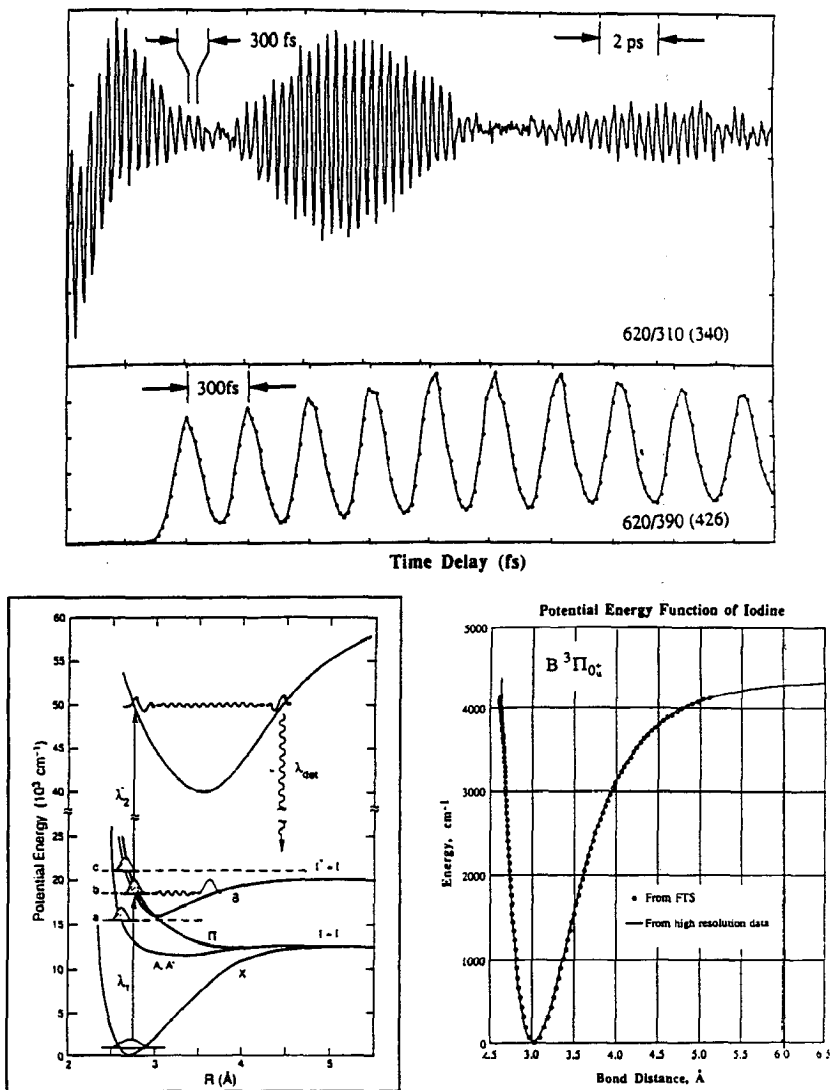 300 fs
2 ps
620/310 (340)
300fs
620/390 (426)
Time Delay (fs)
60
55
50
45
40
25
20
15
10
5
0
Potential Energy (10³ cm⁻¹)
λ₂
λdet
c
b
a
I* + I
B
Π
I + I
A, A'
X
λ₁
2
3
4
5
R (Å)
Potential Energy Function of Iodine
5000
4000
3000
2000
1000
0
Energy, cm⁻¹
B ³Π0u⁺
From FTS
From high resolution data
2.5 3.0 3.5 4.0 4.5 5.0 5.5 6.0 6.5
Bond Distance, Å